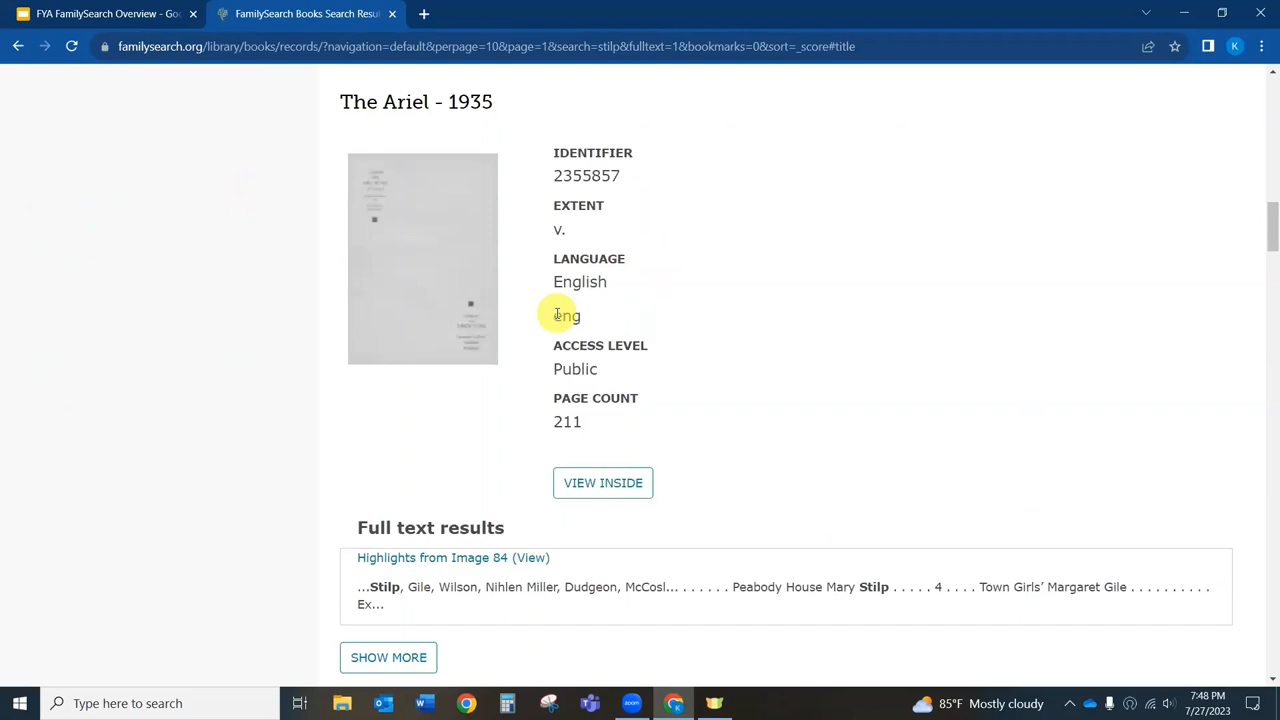 FYA FamilySearch Overview - Goo
FamilySearch Books Search Resul
familysearch.org/library/books/records/?navigation=default&perpage=10&page=1&search=stilp&fulltext=1&bookmarks=0&sort=_score#title
K
The Ariel - 1935
IDENTIFIER
2355857
EXTENT
v.
LANGUAGE
English
eng
ACCESS LEVEL
Public
PAGE COUNT
211
VIEW INSIDE
Full text results
Highlights from Image 84 (View)
...Stilp, Gile, Wilson, Nihlen Miller, Dudgeon, McCosl... . . . . . . Peabody House Mary Stilp . . . . . 4 . . . . Town Girls’ Margaret Gile . . . . . . . . . .
Ex...
SHOW MORE
Type here to search
zoom
85°F Mostly cloudy
7:48 PM
7/27/2023